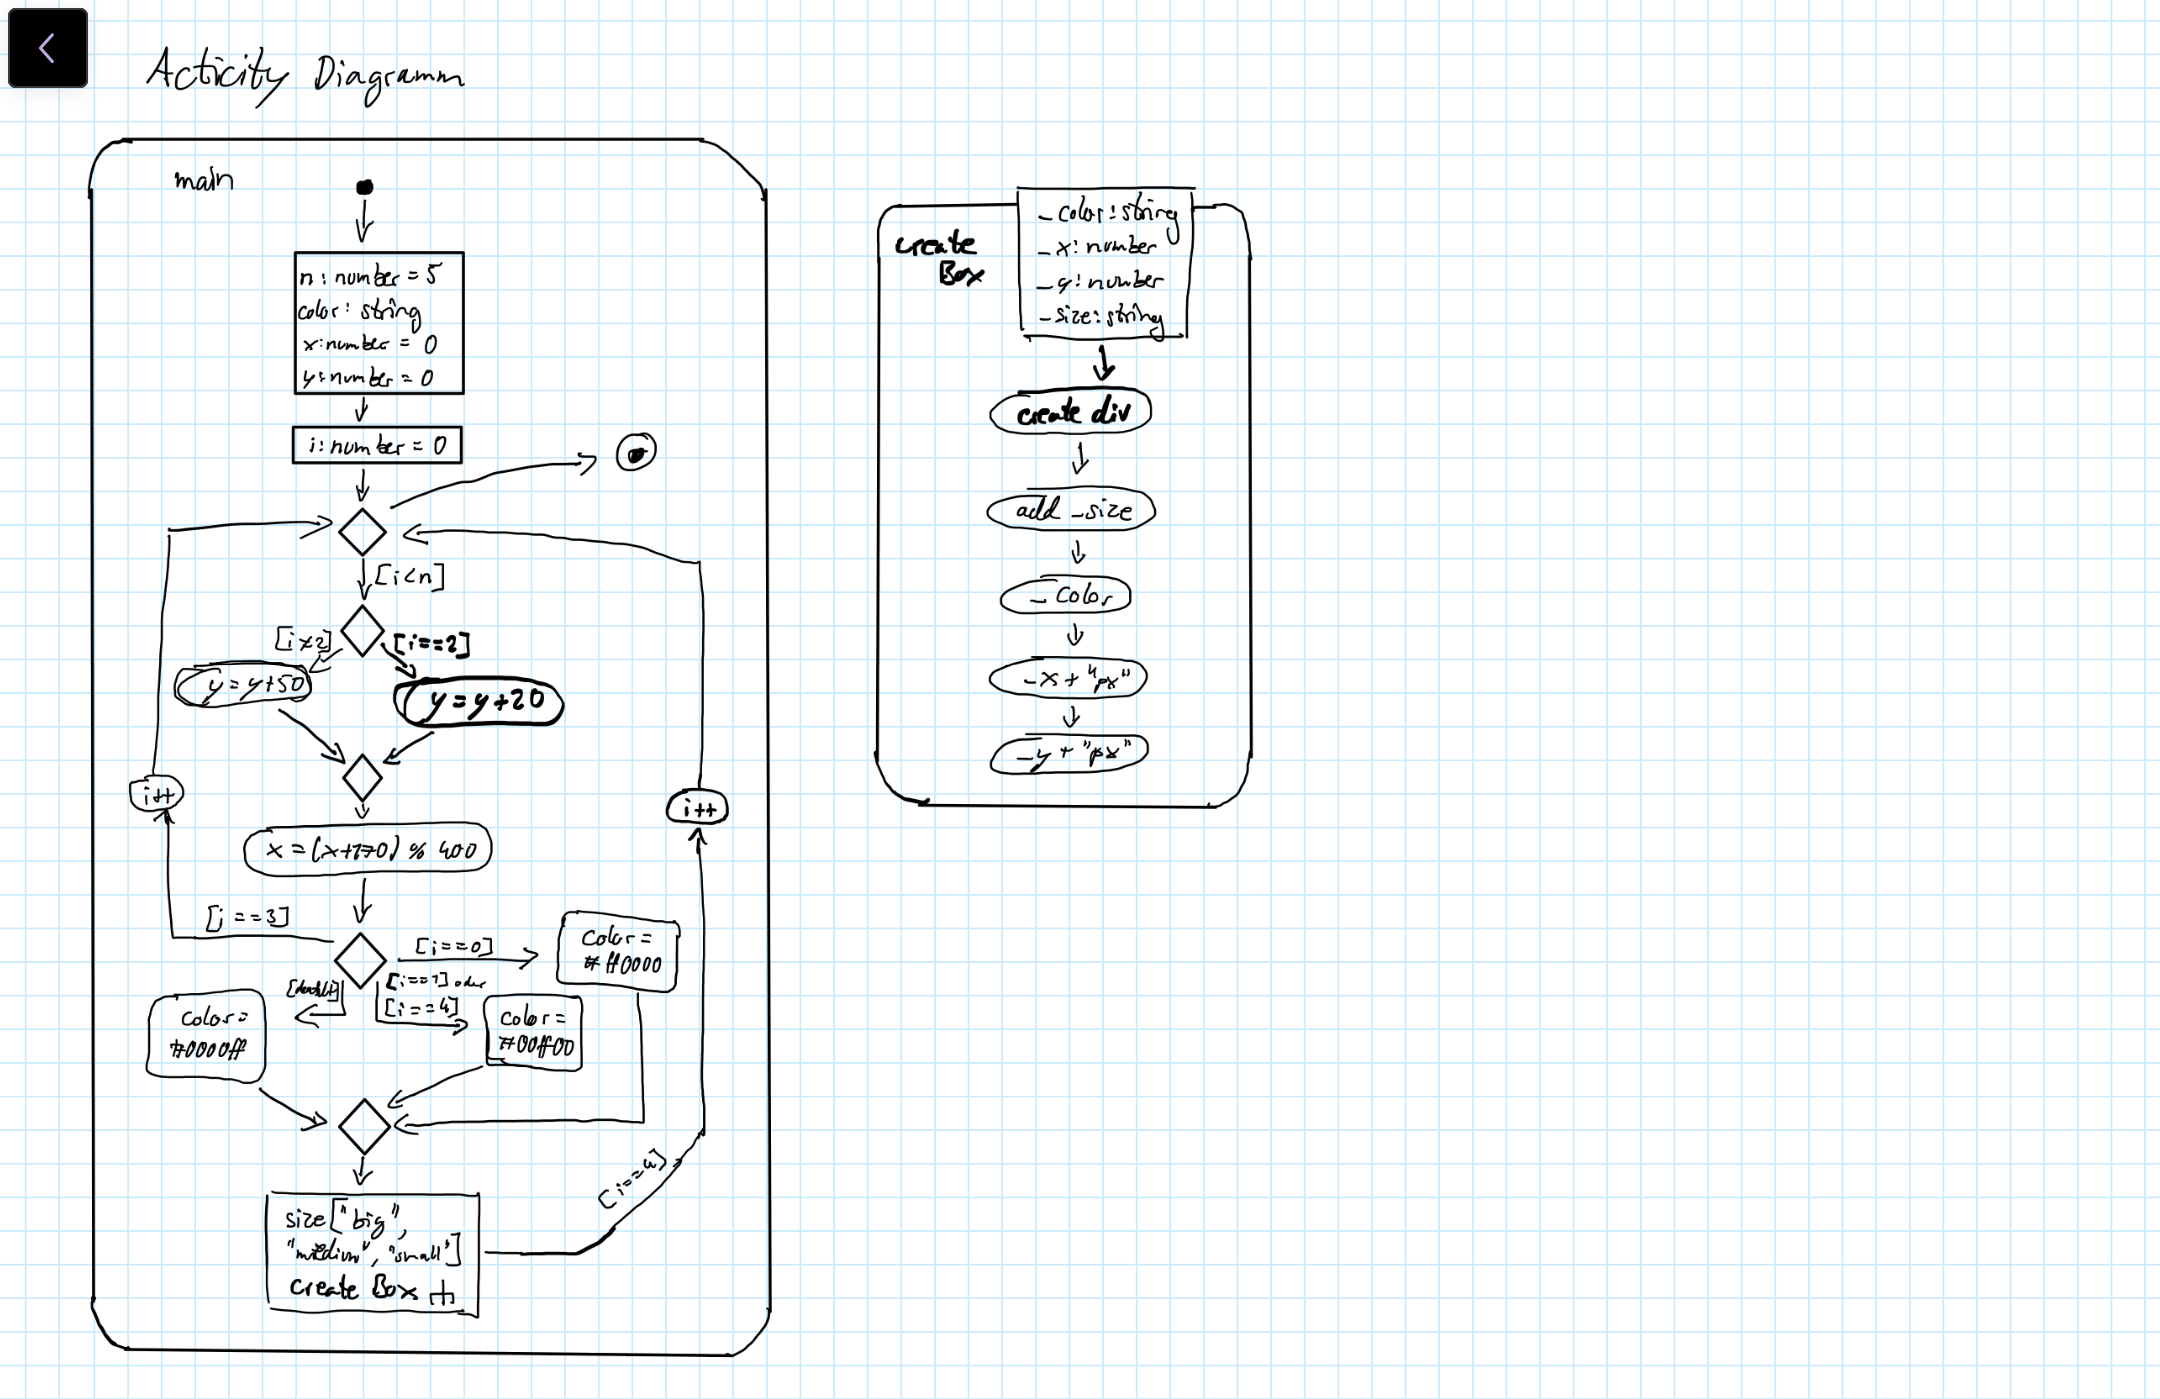 Acticity Diagramm
main
n: number = 5
color: string
x: number = 0
y: number = 0
i: number = 0
[i<n]
[i≠2]
[i==2]
y = y+50
y = y+20
i++
i++
x = (x+170) % 400
[i==3]
[i==0]
color =
#ff0000
[i==1] oder
[i==4]
[default]
color =
#0000ff
color =
#00ff00
[i==4]
size ["big",
"medium", "small"]
create Box
create
Box
_color: string
_x: number
_y: number
_size: string
create div
add _size
_color
_x + "px"
_y + "px"